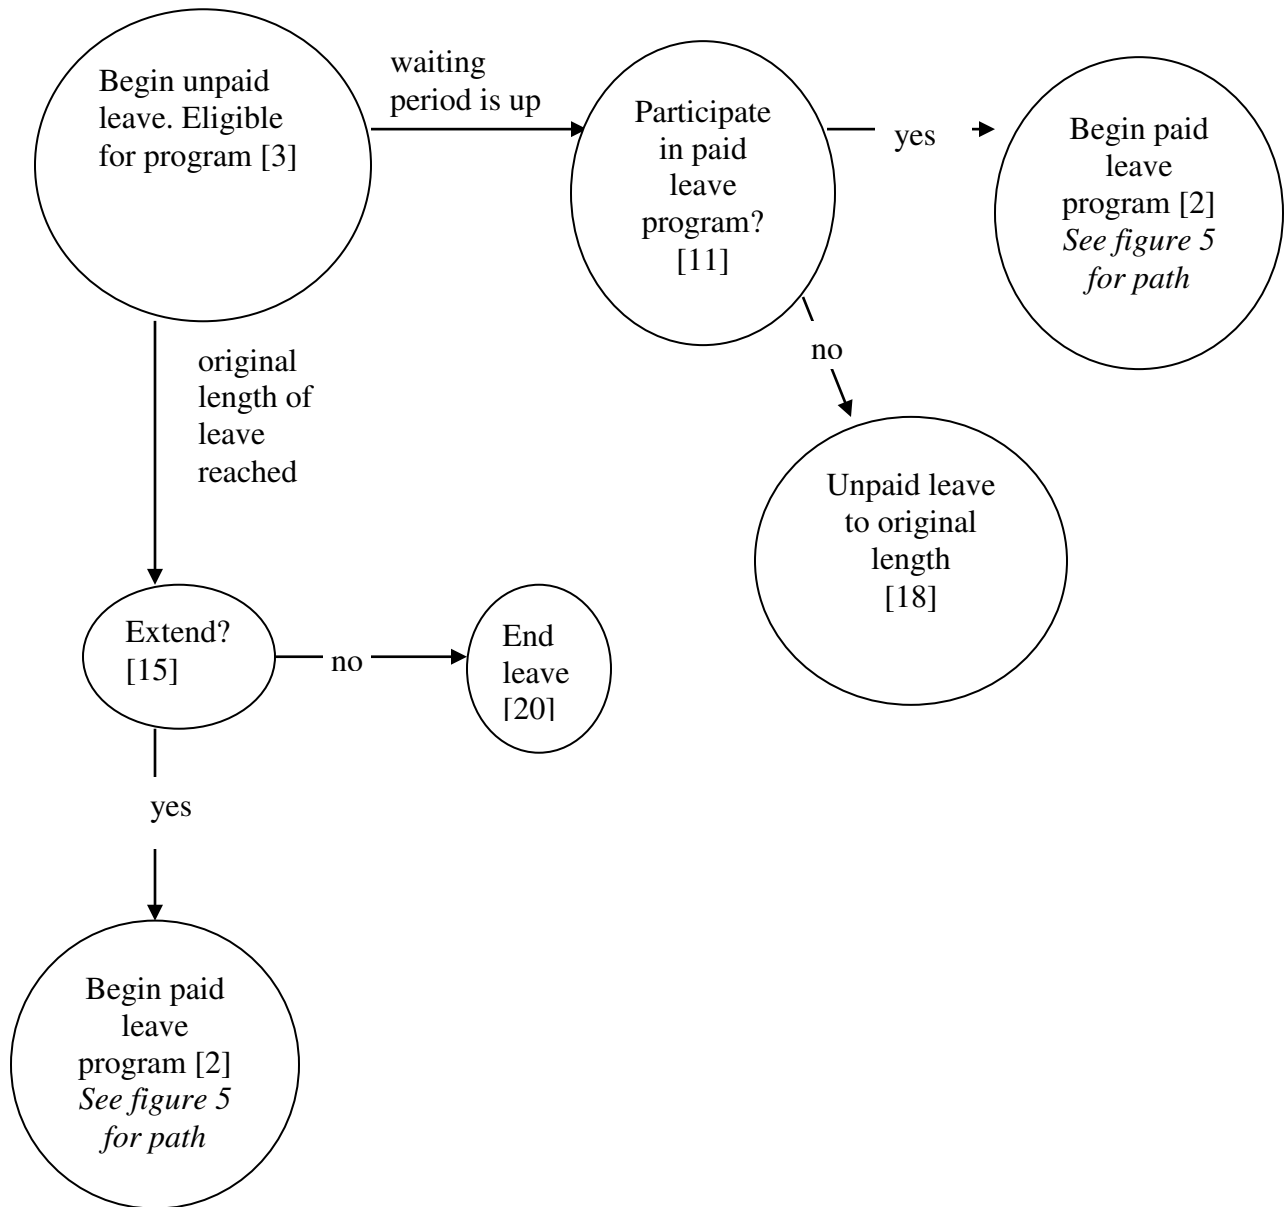 Begin unpaid
leave. Eligible
for program [3]
waiting
period is up
Participate
in paid
leave
program?
[11]
yes
Begin paid
leave
program [2]
See figure 5
for path
no
Unpaid leave
to original
length
[18]
original
length of
leave
reached
Extend?
[15]
no
End
leave
[20]
yes
Begin paid
leave
program [2]
See figure 5
for path